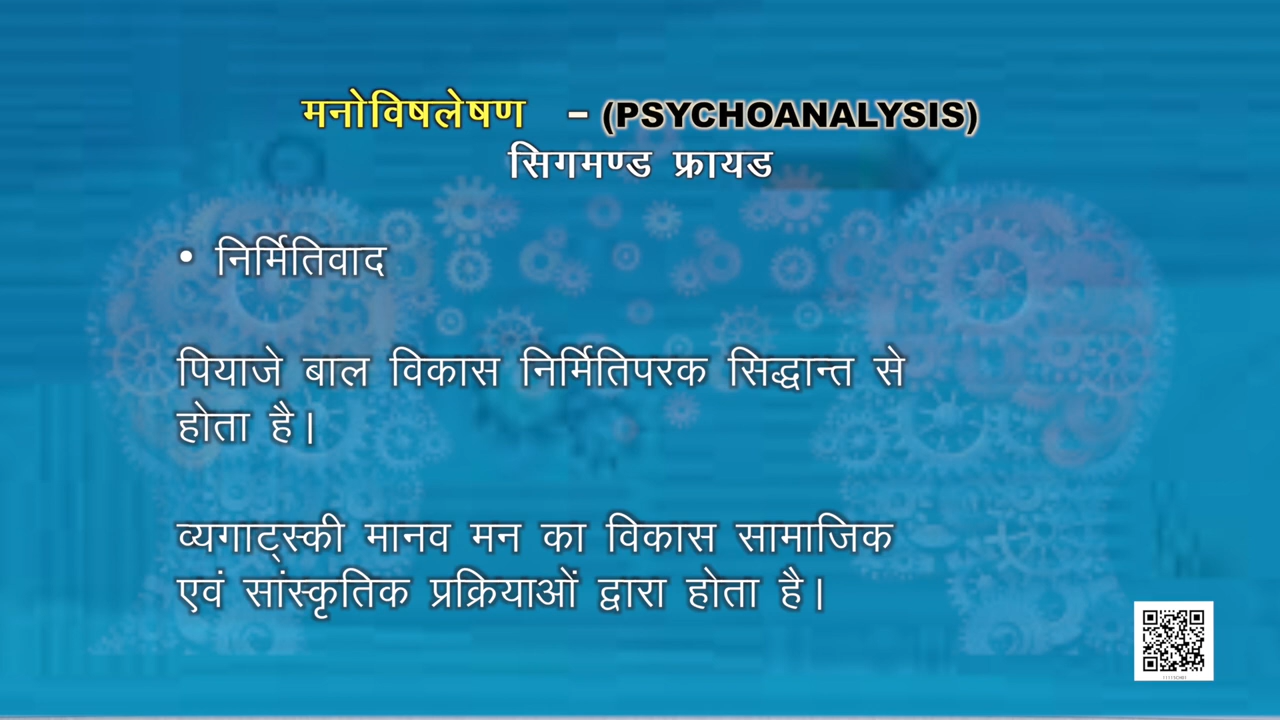 मनोविषलेषण – (PSYCHOANALYSIS)
सिगमण्ड फ्रायड
• निर्मितिवाद
पियाजे बाल विकास निर्मितिपरक सिद्धान्त से
होता है।
व्यगाट्स्की मानव मन का विकास सामाजिक
एवं सांस्कृतिक प्रक्रियाओं द्वारा होता है।